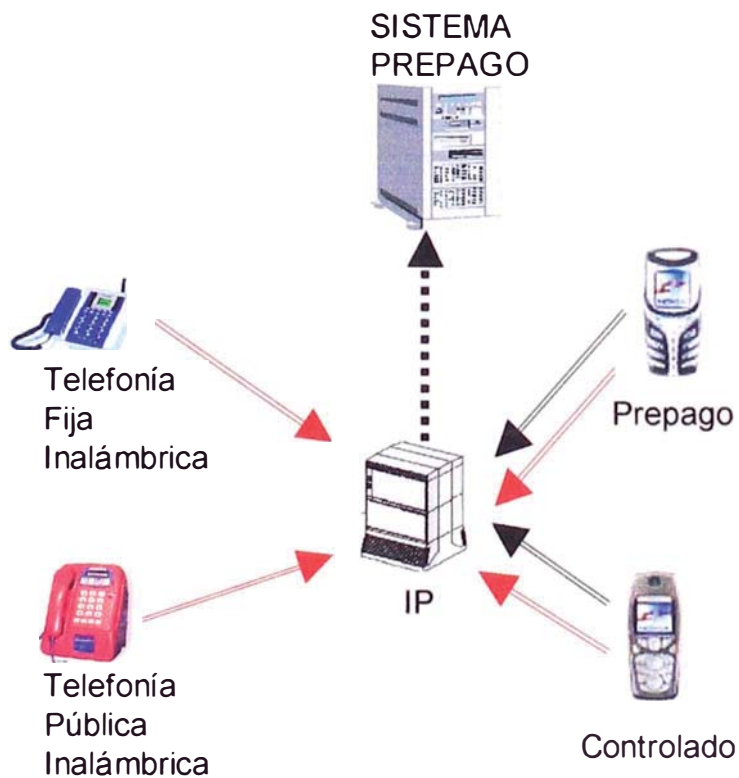 SISTEMA
PREPAGO
Telefonía
Fija
Inalámbrica
Prepago
IP
Telefonía
Pública
Inalámbrica
Controlado